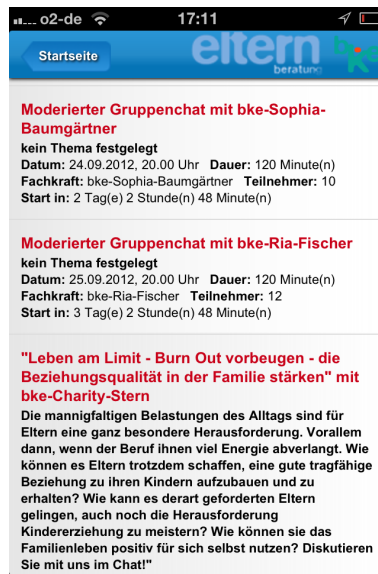 o2-de 17:11
Startseite
eltern
beratung
bke
Moderierter Gruppenchat mit bke-Sophia-
Baumgärtner
kein Thema festgelegt
Datum: 24.09.2012, 20.00 Uhr Dauer: 120 Minute(n)
Fachkraft: bke-Sophia-Baumgärtner Teilnehmer: 10
Start in: 2 Tag(e) 2 Stunde(n) 48 Minute(n)
Moderierter Gruppenchat mit bke-Ria-Fischer
kein Thema festgelegt
Datum: 25.09.2012, 20.00 Uhr Dauer: 120 Minute(n)
Fachkraft: bke-Ria-Fischer Teilnehmer: 12
Start in: 3 Tag(e) 2 Stunde(n) 48 Minute(n)
"Leben am Limit - Burn Out vorbeugen - die
Beziehungsqualität in der Familie stärken" mit
bke-Charity-Stern
Die mannigfaltigen Belastungen des Alltags sind für
Eltern eine ganz besondere Herausforderung. Vorallem
dann, wenn der Beruf ihnen viel Energie abverlangt. Wie
können es Eltern trotzdem schaffen, eine gute tragfähige
Beziehung zu ihren Kindern aufzubauen und zu
erhalten? Wie kann es derart geforderten Eltern
gelingen, auch noch die Herausforderung
Kindererziehung zu meistern? Wie können sie das
Familienleben positiv für sich selbst nutzen? Diskutieren
Sie mit uns im Chat!"